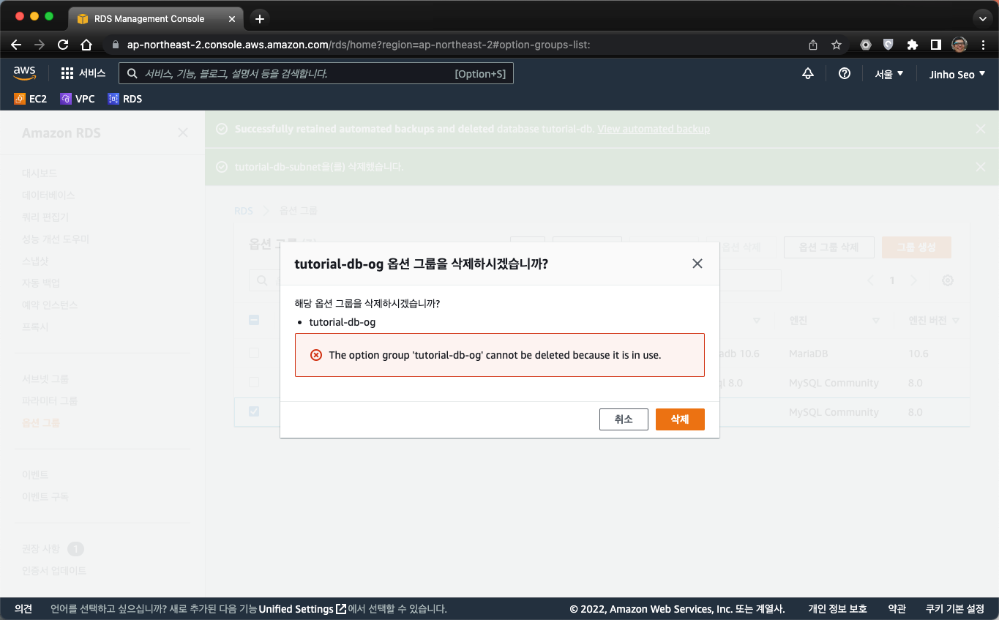 RDS Management Console
ap-northeast-2.console.aws.amazon.com/rds/home?region=ap-northeast-2#option-groups-list:
aws
서비스
서비스, 기능, 블로그, 설명서 등을 검색합니다.
[Option+S]
서울
Jinho Seo
EC2
VPC
RDS
Amazon RDS
대시보드
데이터베이스
쿼리 편집기
성능 개선 도우미
스냅샷
자동 백업
예약 인스턴스
프록시
서브넷 그룹
파라미터 그룹
옵션 그룹
이벤트
이벤트 구독
권장 사항 1
인증서 업데이트
Successfully retained automated backups and deleted database tutorial-db. View automated backup
tutorial-db-subnet을(를) 삭제했습니다.
RDS
옵션 그룹
옵션 그룹
옵션 삭제
옵션 그룹 삭제
그룹 생성
1
엔진
엔진 버전
10.6
MariaDB
10.6
8.0
MySQL Community
8.0
MySQL Community
8.0
tutorial-db-og 옵션 그룹을 삭제하시겠습니까?
해당 옵션 그룹을 삭제하시겠습니까?
• tutorial-db-og
The option group 'tutorial-db-og' cannot be deleted because it is in use.
취소
삭제
의견
언어를 선택하고 싶으십니까? 새로 추가된 다음 기능 Unified Settings 에서 선택할 수 있습니다.
© 2022, Amazon Web Services, Inc. 또는 계열사.
개인 정보 보호
약관
쿠키 기본 설정